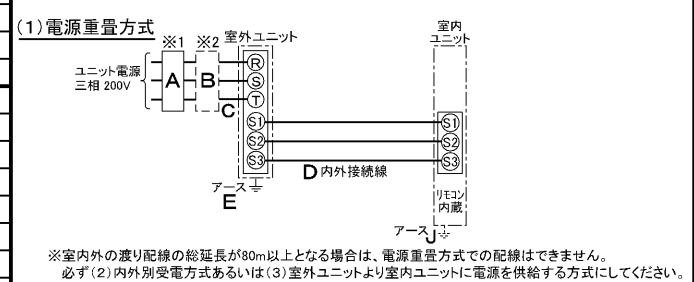 (1)電源重畳方式
※1 ※2 室外ユニット
室内
ユニット
ユニット電源
三相 200V
A B
C
R
S
T
S1
S2
S3
S1
S2
S3
D 内外接続線
アース
E
リモコン
内蔵
アース J
※室内外の渡り配線の総延長が80m以上となる場合は、電源重畳方式での配線はできません。
必ず(2)内外別受電方式あるいは(3)室外ユニットより室内ユニットに電源を供給する方式にしてください。